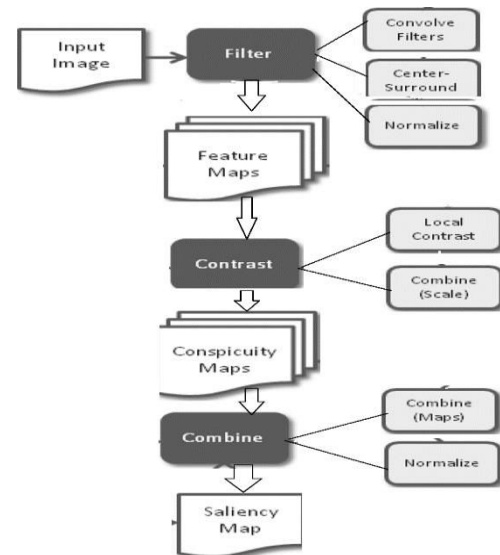 Input
Image
Filter
Convolve
Filters
Center-
Surround
Normalize
Feature
Maps
Contrast
Local
Contrast
Combine
(Scale)
Conspicuity
Maps
Combine
Combine
(Maps)
Normalize
Saliency
Map